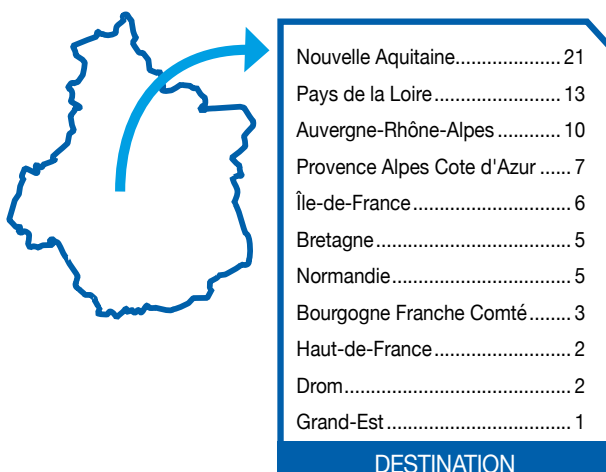 Nouvelle Aquitaine.................... 21
Pays de la Loire........................ 13
Auvergne-Rhône-Alpes ............ 10
Provence Alpes Cote d'Azur ...... 7
Île-de-France.............................. 6
Bretagne..................................... 5
Normandie.................................. 5
Bourgogne Franche Comté........ 3
Haut-de-France.......................... 2
Drom........................................... 2
Grand-Est................................... 1
DESTINATION